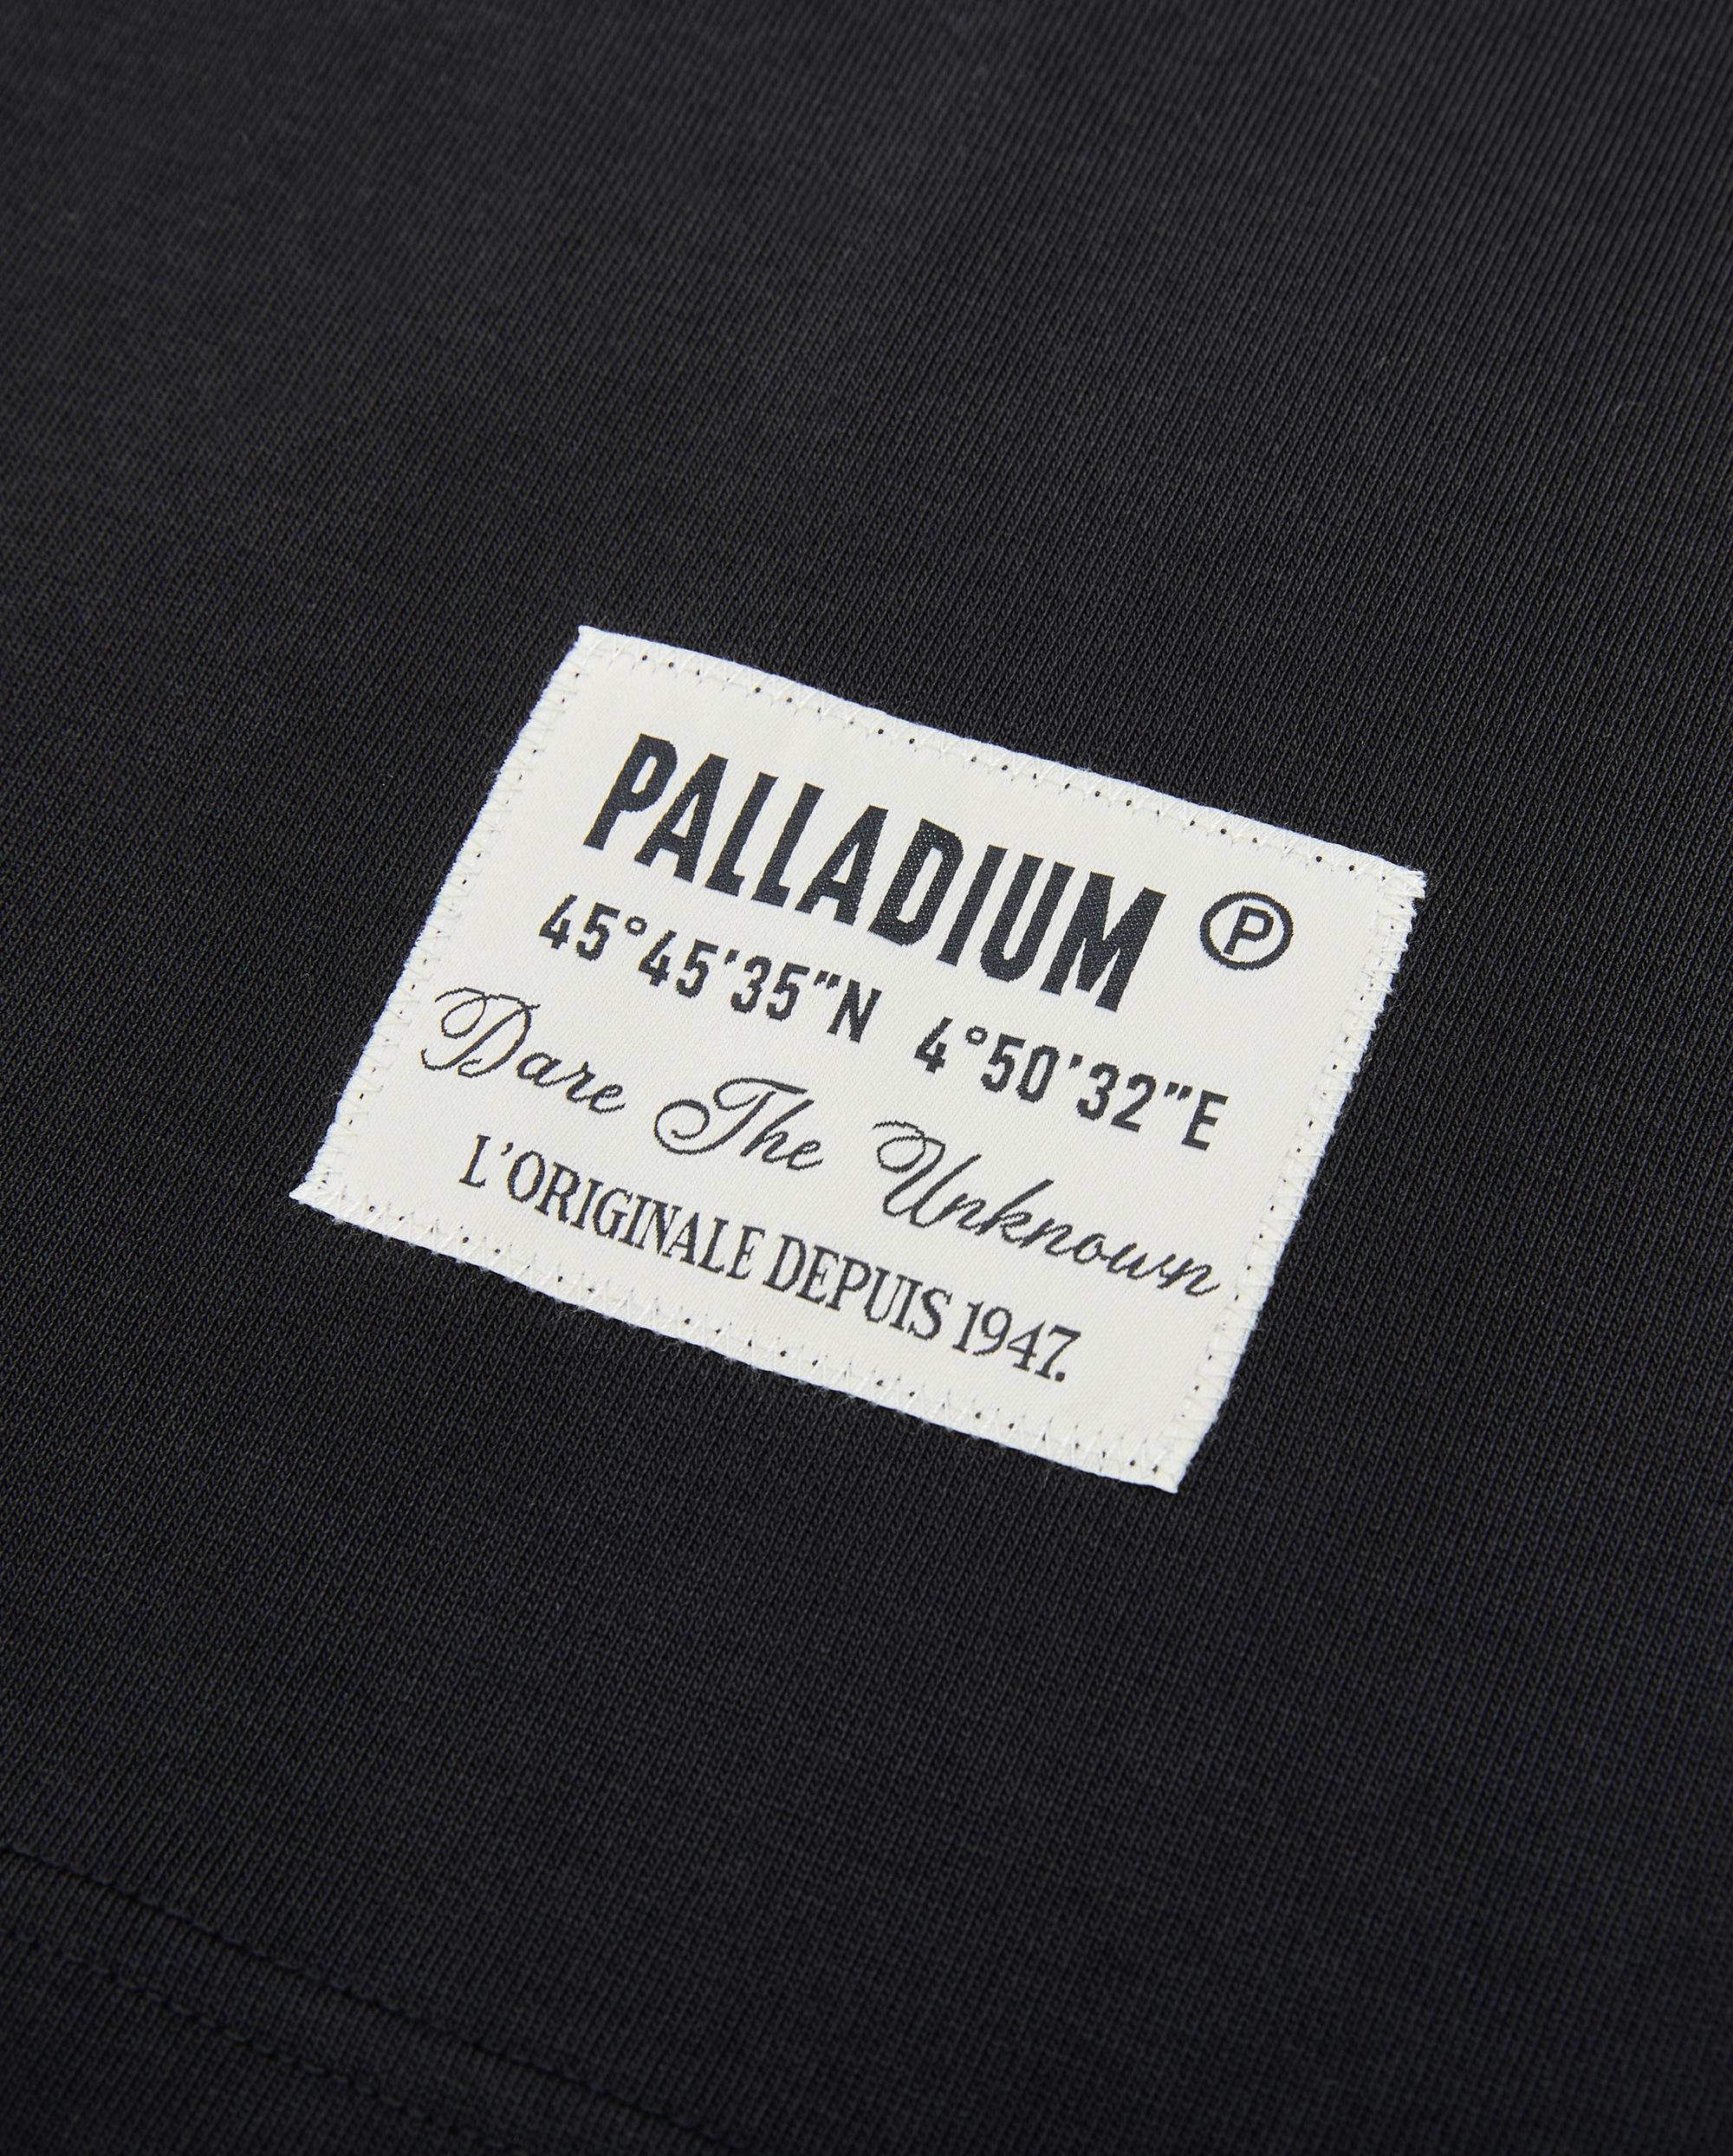 PALLADIUM Ⓟ
45°45'35"N 4°50'32"E
Dare The Unknown
L'ORIGINALE DEPUIS 1947.